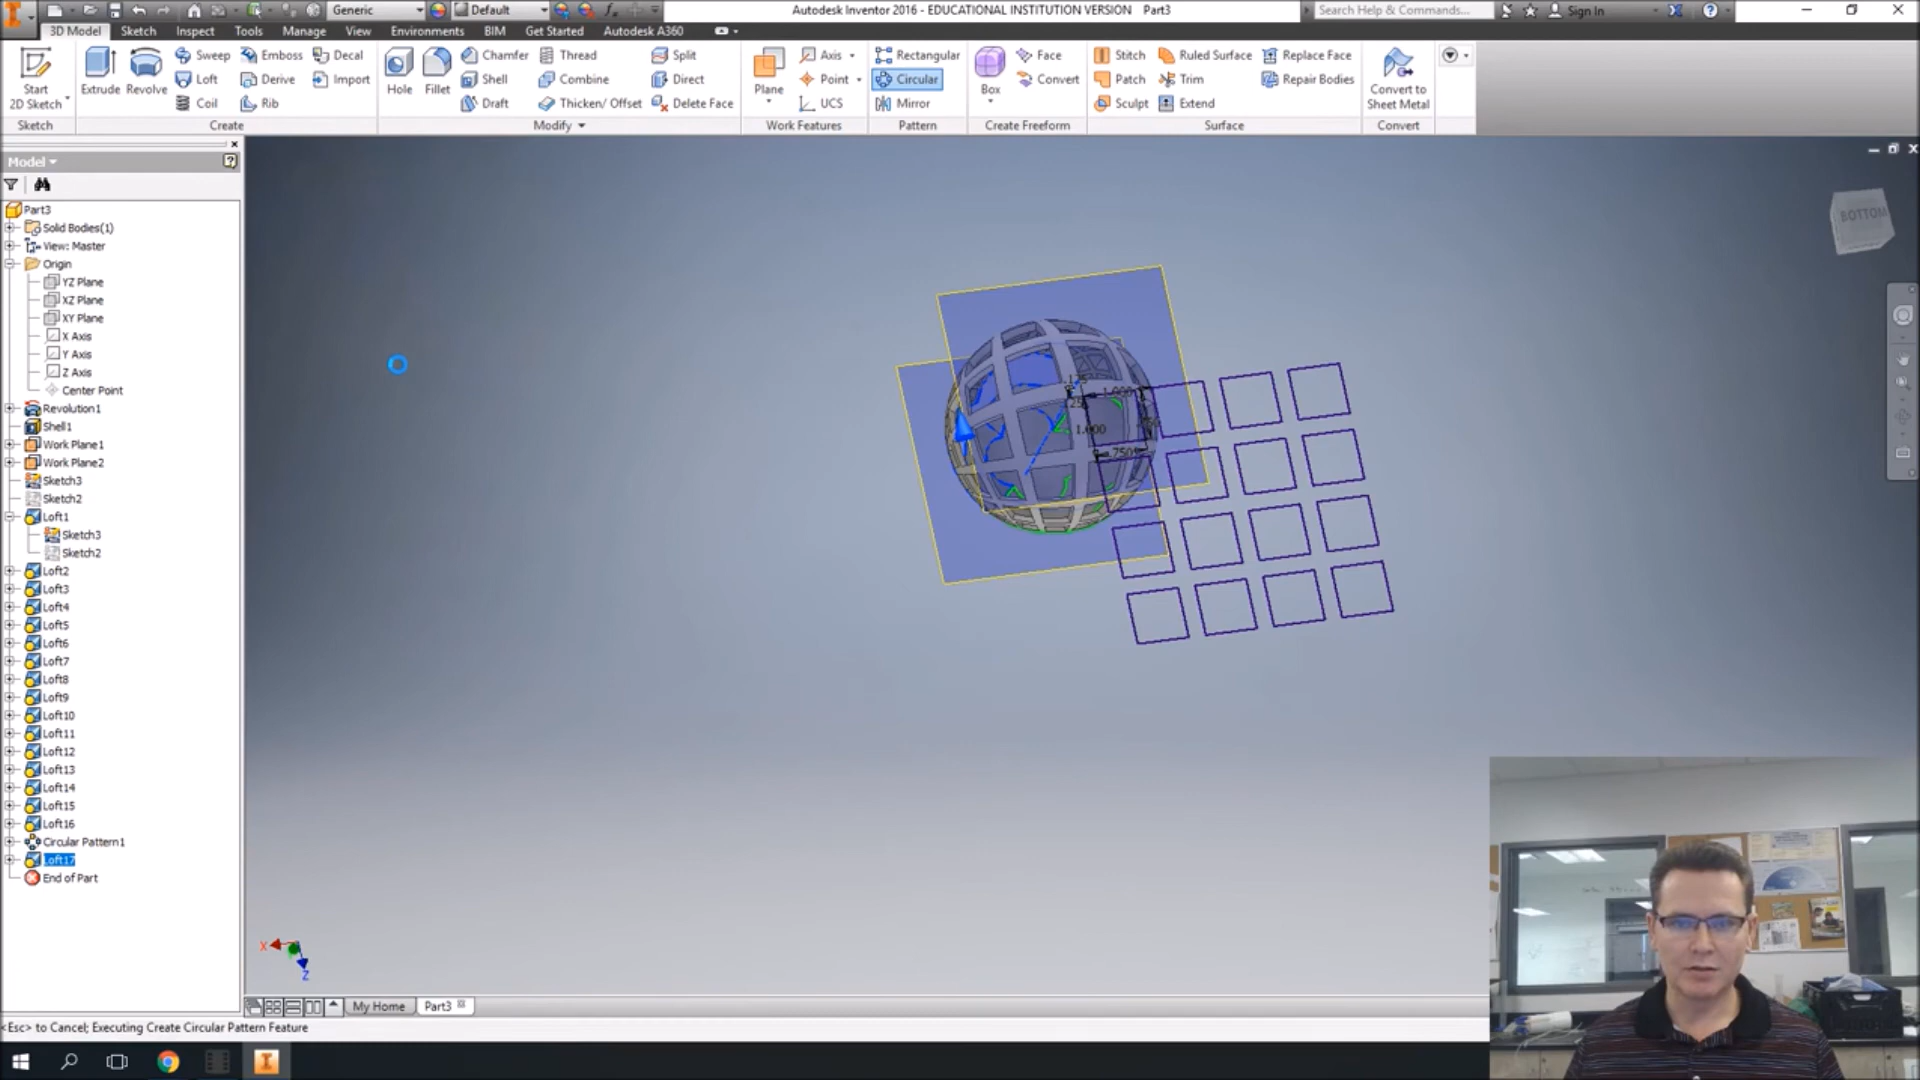 Generic
Default
Autodesk Inventor 2016 - EDUCATIONAL INSTITUTION VERSION Part3
Search Help & Commands...
Sign In
3D Model Sketch Inspect Tools Manage View Environments BIM Get Started Autodesk A360
Start
2D Sketch
Extrude
Revolve
Sweep
Loft
Coil
Emboss
Derive
Rib
Decal
Import
Hole
Fillet
Chamfer
Shell
Draft
Thread
Combine
Thicken/ Offset
Split
Direct
Delete Face
Plane
Axis
Point
UCS
Rectangular
Circular
Mirror
Box
Face
Convert
Stitch
Patch
Sculpt
Ruled Surface
Trim
Extend
Replace Face
Repair Bodies
Convert to
Sheet Metal
Sketch Create Modify Work Features Pattern Create Freeform Surface Convert
Model
Part3
Solid Bodies(1)
View: Master
Origin
YZ Plane
XZ Plane
XY Plane
X Axis
Y Axis
Z Axis
Center Point
Revolution1
Shell1
Work Plane1
Work Plane2
Sketch3
Sketch2
Loft1
Sketch3
Sketch2
Loft2
Loft3
Loft4
Loft5
Loft6
Loft7
Loft8
Loft9
Loft10
Loft11
Loft12
Loft13
Loft14
Loft15
Loft16
Circular Pattern1
Loft17
End of Part
BOTTOM
1.000
1.000
.750
X
Z
My Home
Part3
<Esc> to Cancel; Executing Create Circular Pattern Feature